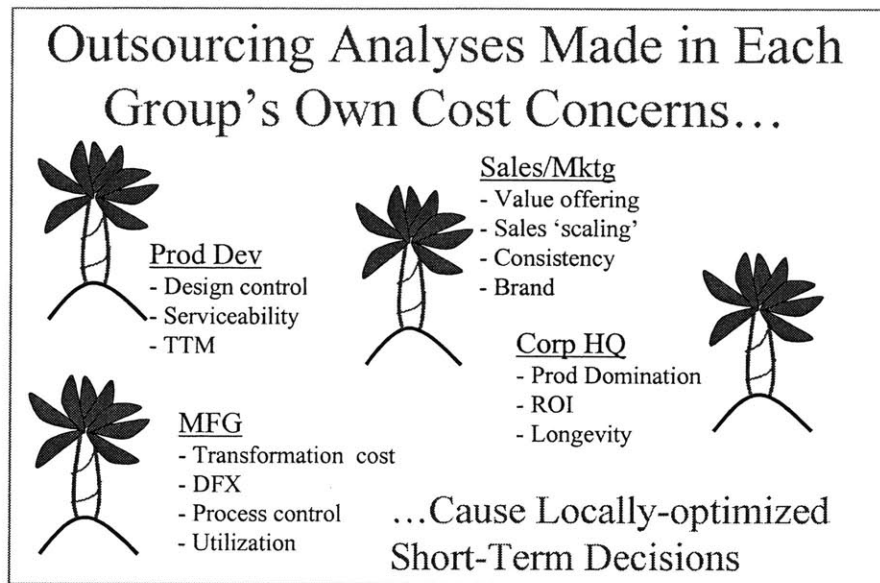 Outsourcing Analyses Made in Each
Group's Own Cost Concerns…
Prod Dev
- Design control
- Serviceability
- TTM
Sales/Mktg
- Value offering
- Sales 'scaling'
- Consistency
- Brand
MFG
- Transformation cost
- DFX
- Process control
- Utilization
Corp HQ
- Prod Domination
- ROI
- Longevity
…Cause Locally-optimized
Short-Term Decisions